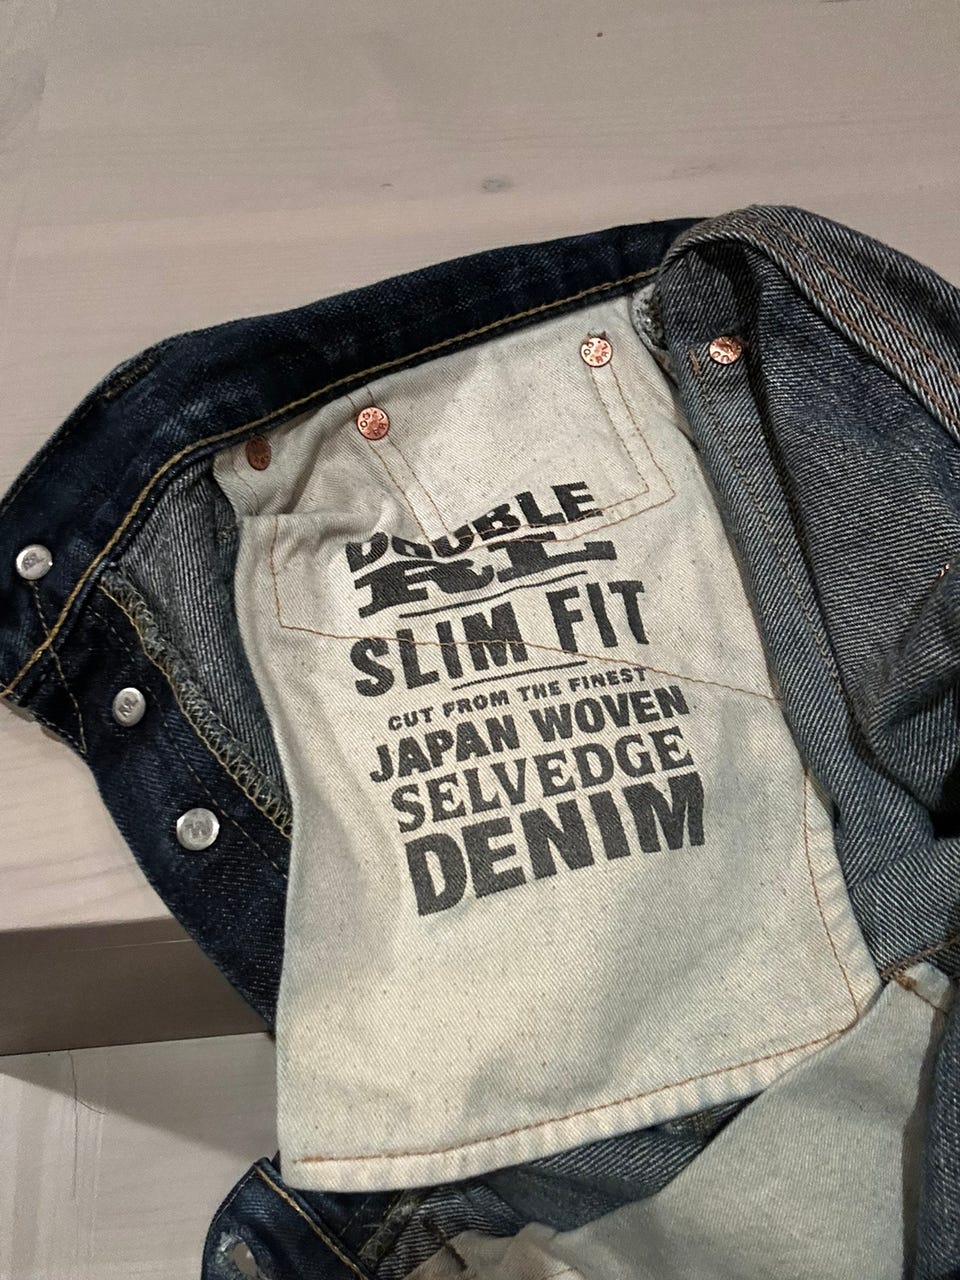 DOUBLE
RL
SLIM FIT
CUT FROM THE FINEST
JAPAN WOVEN
SELVEDGE
DENIM